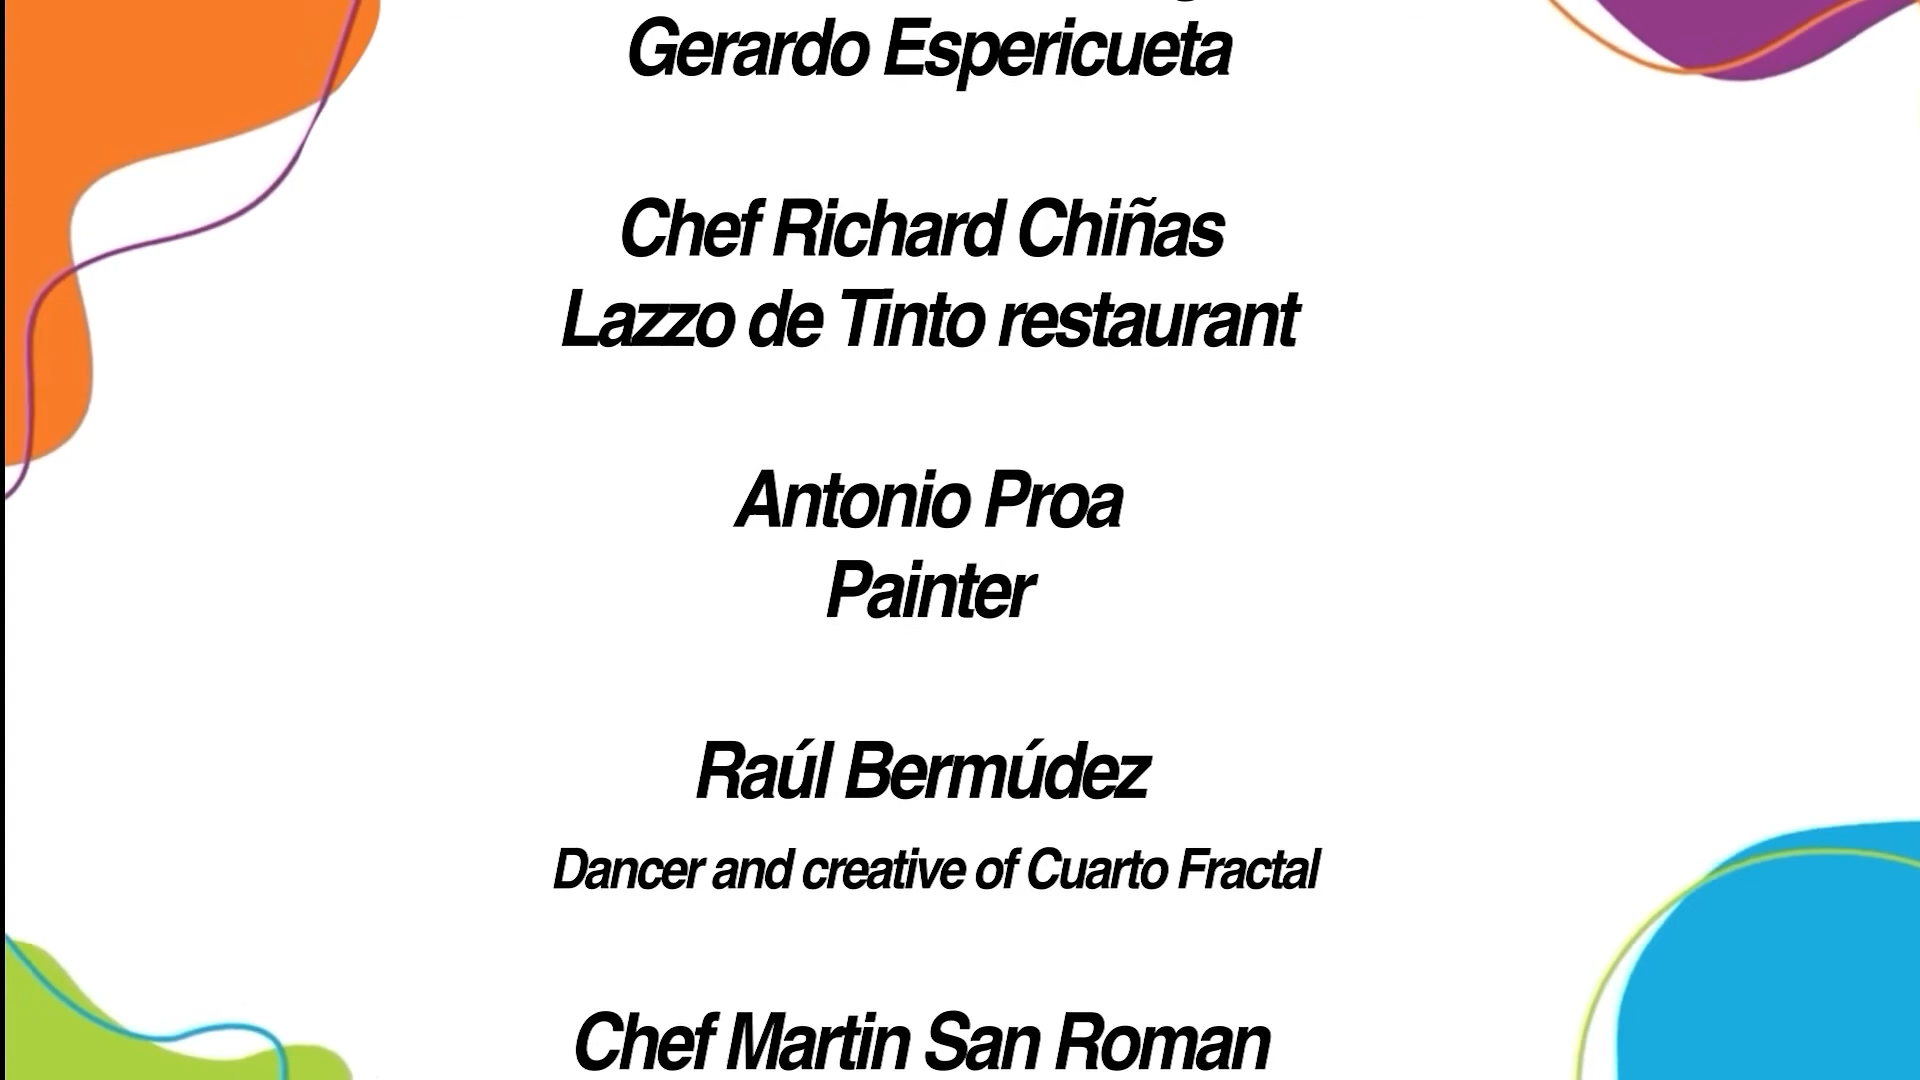 Gerardo Espericueta
Chef Richard Chiñas
Lazzo de Tinto restaurant
Antonio Proa
Painter
Raúl Bermúdez
Dancer and creative of Cuarto Fractal
Chef Martin San Roman